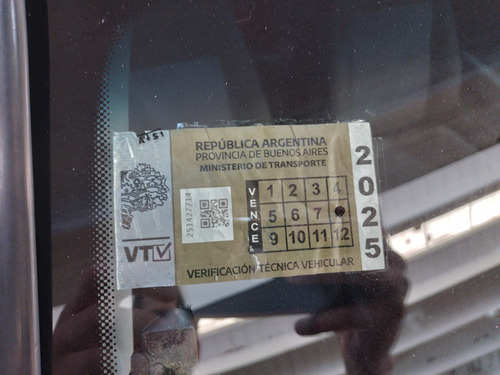 REPÚBLICA ARGENTINA
PROVINCIA DE BUENOS AIRES
MINISTERIO DE TRANSPORTE
251427714
VENCE
1 2 3 4
5 6 7
9 10 11 12
2025
VTV
VERIFICACIÓN TÉCNICA VEHICULAR